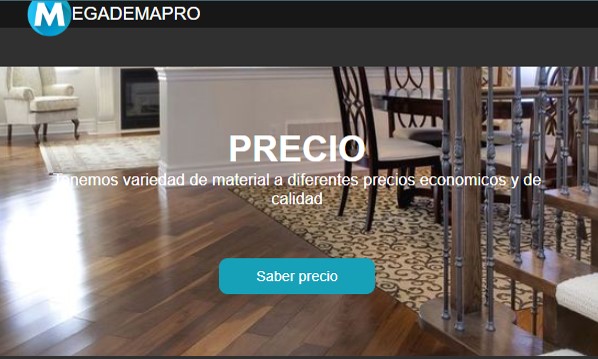 MEGADEMAPRO
PRECIO
Tenemos variedad de material a diferentes precios economicos y de
calidad
Saber precio